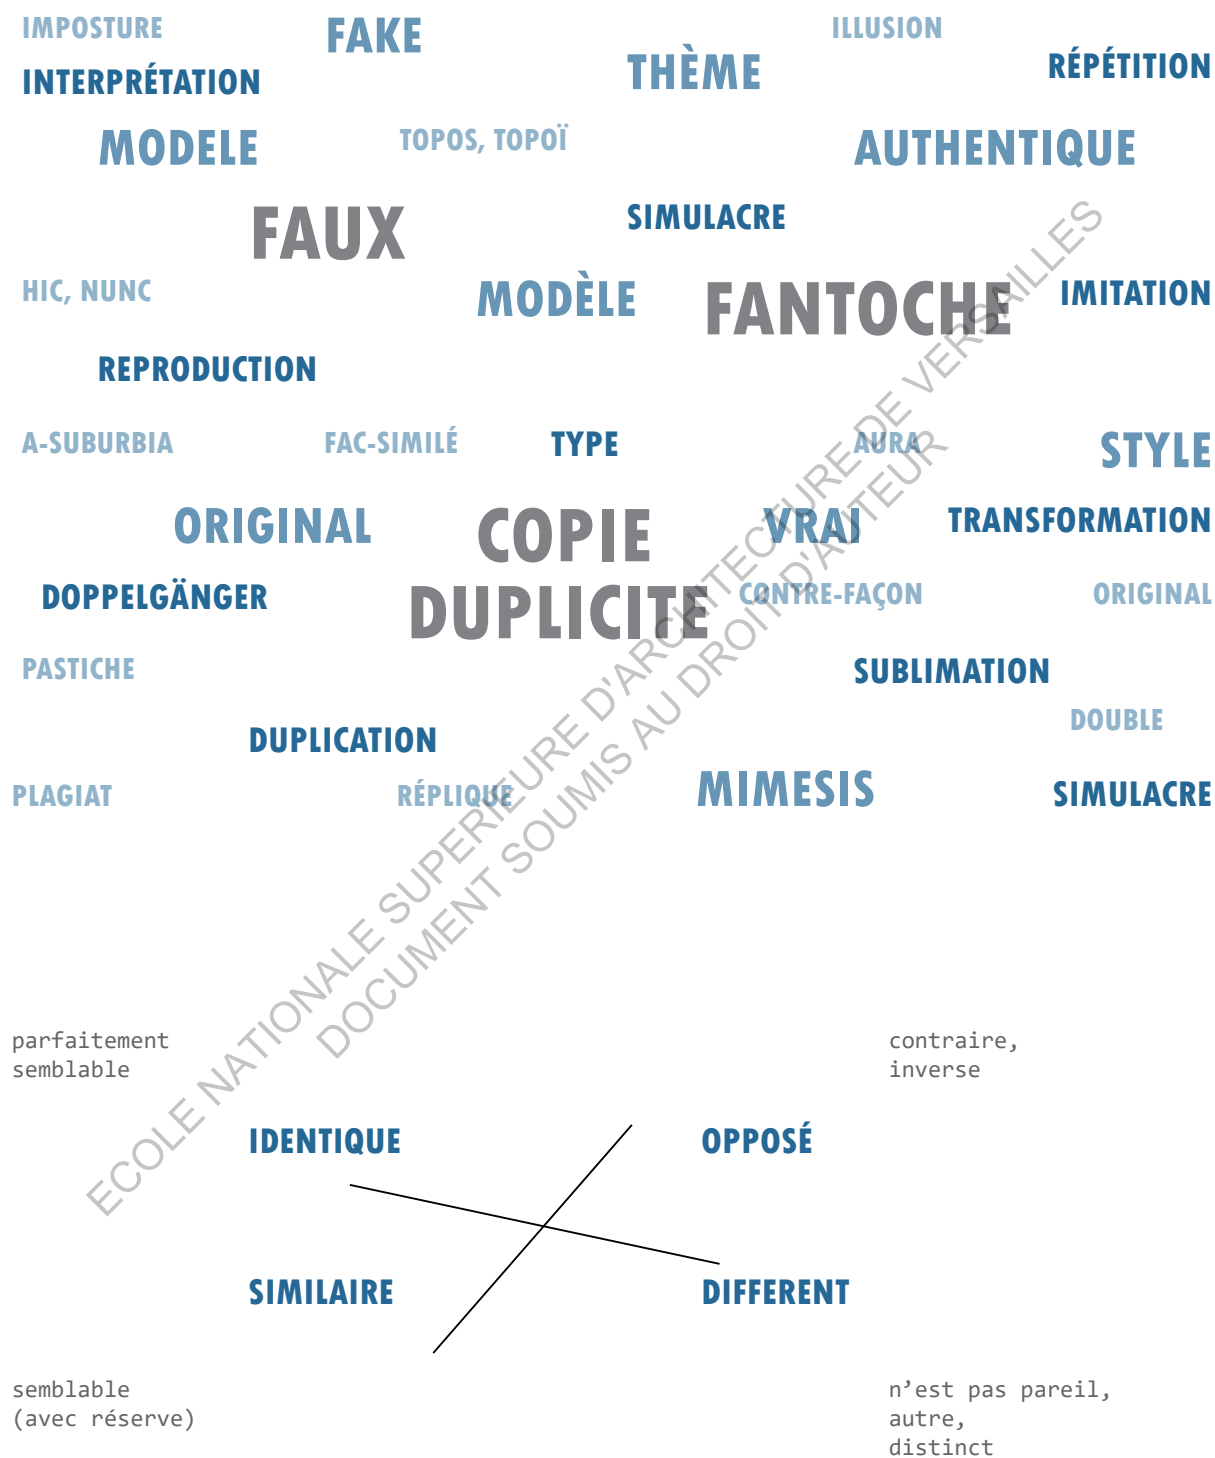 IMPOSTURE
FAKE
ILLUSION
INTERPRÉTATION
THÈME
RÉPÉTITION
MODELE
TOPOS, TOPOÏ
AUTHENTIQUE
FAUX
SIMULACRE
HIC, NUNC
MODÈLE
FANTOCHE
IMITATION
REPRODUCTION
A-SUBURBIA
FAC-SIMILÉ
TYPE
AURA
STYLE
ORIGINAL
COPIE
VRAI
TRANSFORMATION
DOPPELGÄNGER
DUPLICITE
CONTRE-FAÇON
ORIGINAL
PASTICHE
SUBLIMATION
DOUBLE
DUPLICATION
PLAGIAT
RÉPLIQUE
MIMESIS
SIMULACRE
ECOLE NATIONALE SUPERIEURE D'ARCHITECTURE DE VERSAILLES
DOCUMENT SOUMIS AU DROIT D'AUTEUR
parfaitement
semblable
contraire,
inverse
IDENTIQUE
OPPOSÉ
SIMILAIRE
DIFFERENT
semblable
(avec réserve)
n’est pas pareil,
autre,
distinct